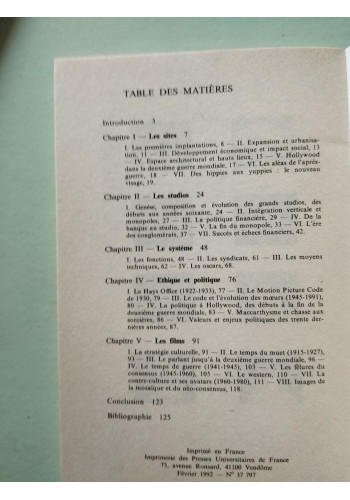 TABLE DES MATIÈRES
Introduction 3
Chapitre I — Les sites 7
I. Les premières implantations, 8 — II. Expansion et urbanisa-
tion, 11 — III. Développement économique et impact social, 13
— IV. Espace architectural et hauts lieux, 15 — V. Hollywood
dans la deuxième guerre mondiale, 17 — VI. Les aléas de l'après-
guerre, 18 — VII. Des hippies aux yuppies : le nouveau
visage, 19.
Chapitre II — Les studios 24
I. Genèse, composition et évolution des grands studios, des
débuts aux années soixante, 24 — II. Intégration verticale et
monopoles, 27 — III. La politique financière, 29 — IV. De la
banque au studio, 32 — V. La fin du monopole, 33 — VI. L'ère
des conglomérats, 37 — VII. Succès et échecs financiers, 42.
Chapitre III — Le système 48
I. Les fonctions, 48 — II. Les syndicats, 61 — III. Les moyens
techniques, 62 — IV. Les oscars, 68.
Chapitre IV — Ethique et politique 76
I. Le Hays Office (1922-1933), 77 — II. Le Motion Picture Code
de 1930, 79 — III. Le code et l'évolution des mœurs (1945-1991),
80 — IV. La politique à Hollywood, des débuts à la fin de la
deuxième guerre mondiale, 83 — V. Maccarthysme et chasse aux
sorcières, 86 — VI. Valeurs et enjeux politiques des trente der-
nières années, 87.
Chapitre V — Les films 91
I. La stratégie culturelle, 91 — II. Le temps du muet (1915-1927),
93 — III. Le parlant jusqu'à la deuxième guerre mondiale, 96 —
IV. Le temps de guerre (1941-1945), 103 — V. Les fêlures du
consensus (1945-1960), 105 — VI. Le western, 110 — VII. La
contre-culture et ses avatars (1960-1980), 111 — VIII. Images de
la mosaïque et du néo-consensus, 118.
Conclusion 123
Bibliographie 125
Imprimé en France
Imprimerie des Presses Universitaires de France
73, avenue Ronsard, 41100 Vendôme
Février 1992 — N° 37 797